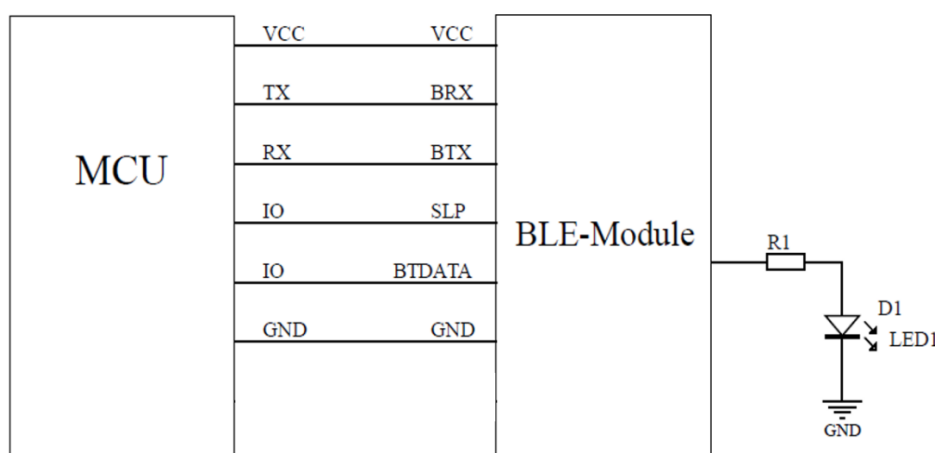 MCU
VCC VCC
TX BRX
RX BTX
IO SLP
IO BTDATA
GND GND
BLE-Module
R1
D1
LED1
GND